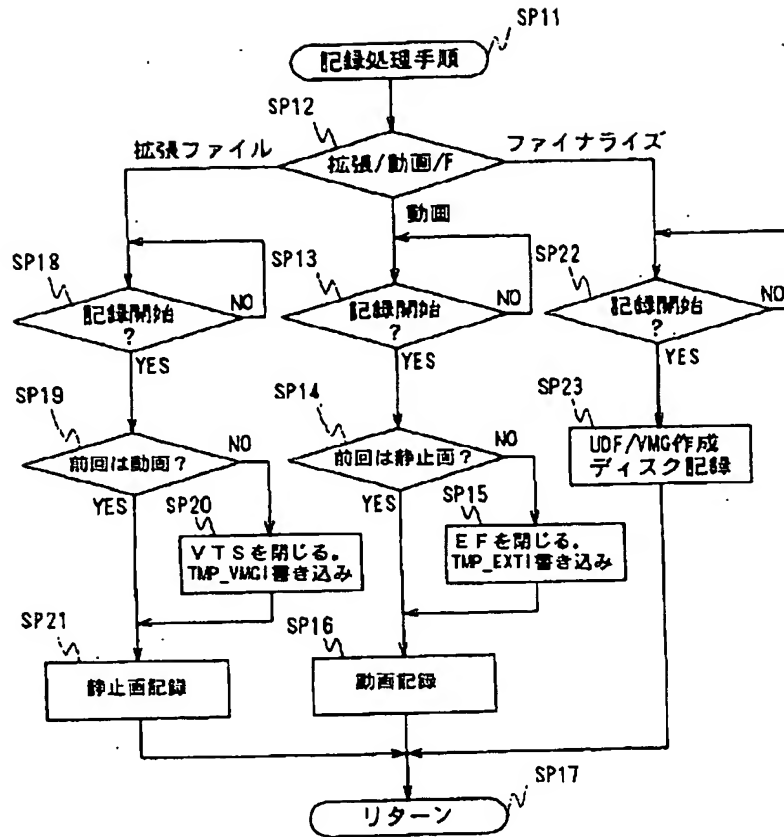 SP11
記録処理手順
SP12
拡張ファイル
拡張/動画/F
ファイナライズ
動画
SP18
記録開始
?
NO
YES
SP13
記録開始
?
NO
YES
SP22
記録開始
?
NO
YES
SP19
前回は動画?
NO
YES
SP14
前回は静止画?
NO
YES
SP23
UDF/VMG作成
ディスク記録
SP20
VTSを閉じる。
TMP_VMGI書き込み
SP15
EFを閉じる。
TMP_EXTI書き込み
SP21
静止画記録
SP16
動画記録
SP17
リターン